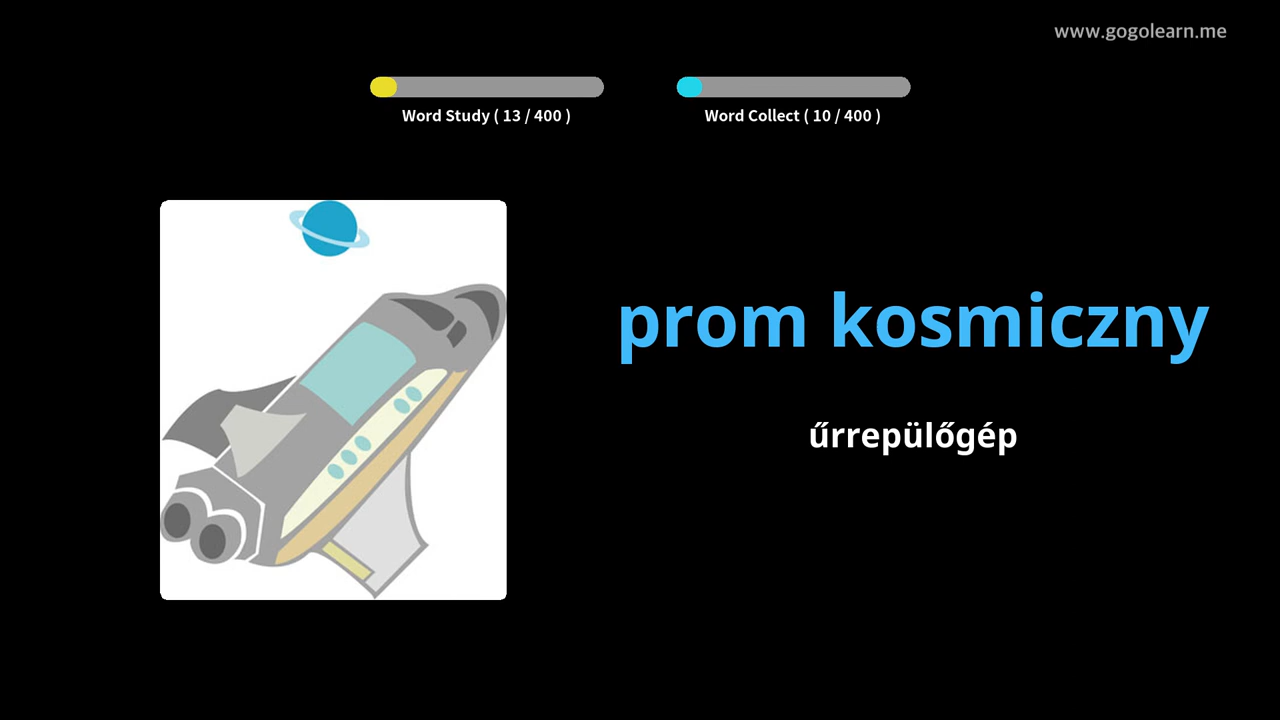 www.gogolearn.me
Word Study ( 13 / 400 )
Word Collect ( 10 / 400 )
prom kosmiczny
űrrepülőgép